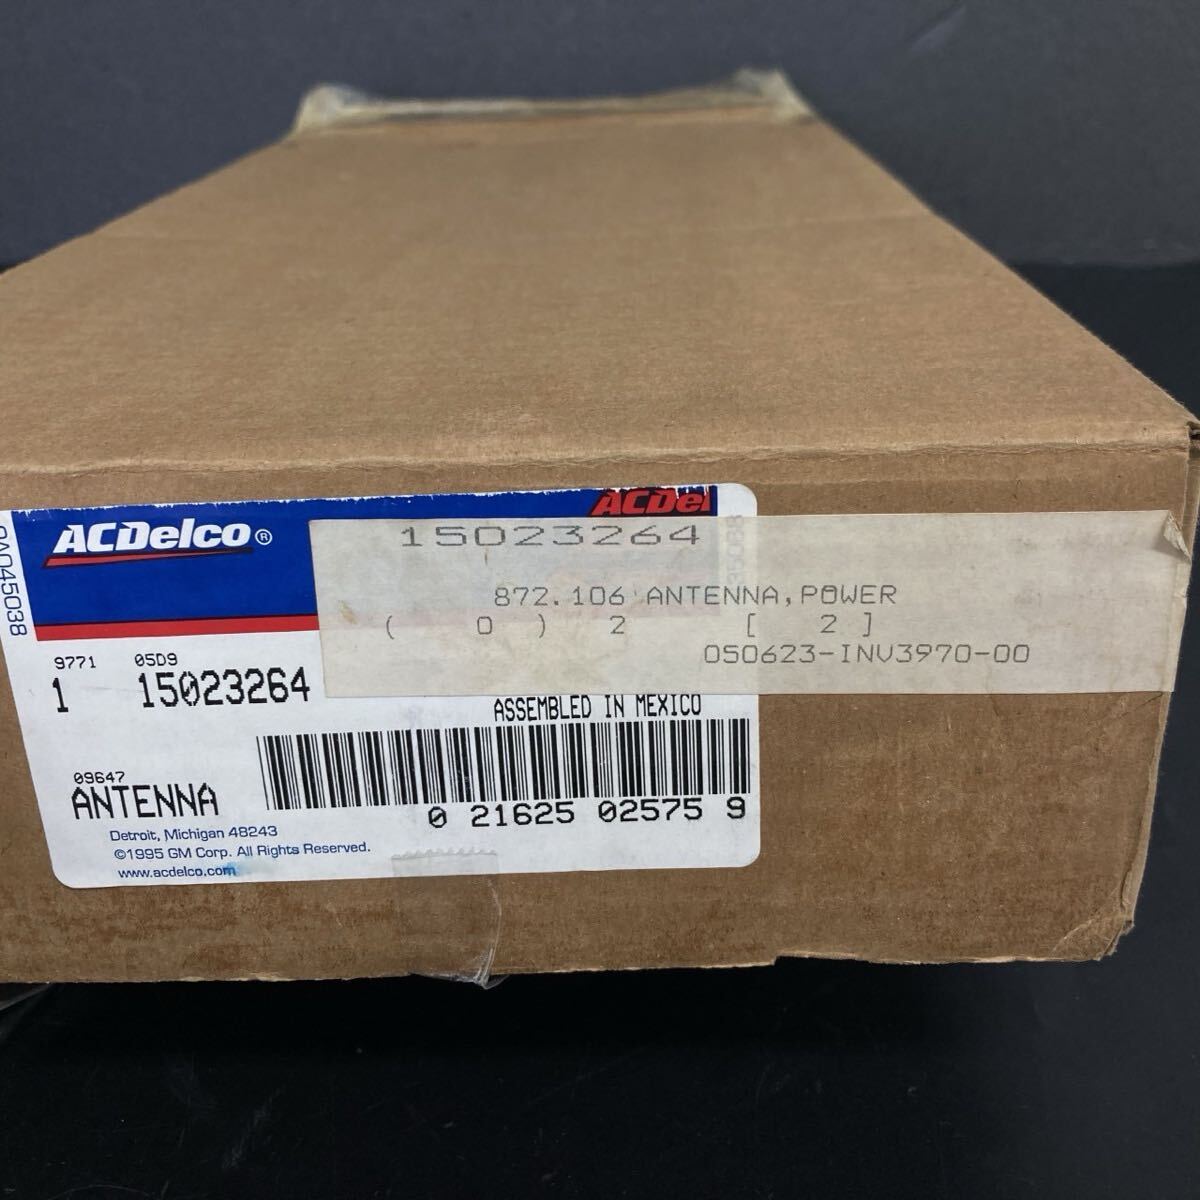 ACDelco®
ACDel
0A045038
15023264
872.106 ANTENNA,POWER
( 0 ) 2 [ 2 ]
050623-INV3970-00
9771 05D9
1 15023264
ASSEMBLED IN MEXICO
09647
ANTENNA
0 21625 02575 9
Detroit, Michigan 48243
©1995 GM Corp. All Rights Reserved.
www.acdelco.com